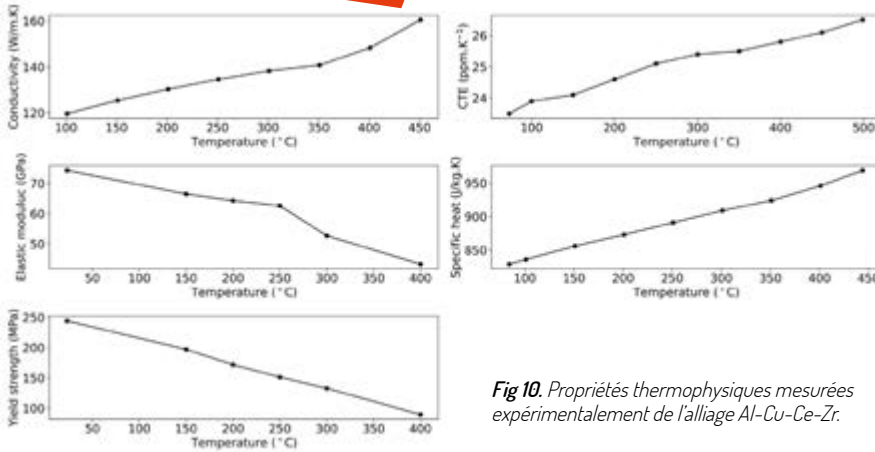 Conductivity (W/m.K)
160
140
120
100 150 200 250 300 350 400 450
Temperature (°C)
CTE (ppm.K⁻¹)
26
25
24
100 200 300 400 500
Temperature (°C)
Elastic moduluc (GPa)
70
60
50
50 100 150 200 250 300 350 400
Temperature (°C)
Specific heat (J/kg.K)
950
900
850
100 150 200 250 300 350 400 450
Temperature (°C)
Yield strength (MPa)
250
200
150
100
50 100 150 200 250 300 350 400
Temperature (°C)
Fig 10. Propriétés thermophysiques mesurées
expérimentalement de l'alliage Al-Cu-Ce-Zr.